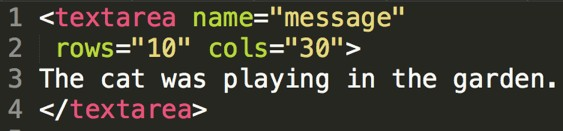 1 <textarea name="message"
2 rows="10" cols="30">
3 The cat was playing in the garden.
4 </textarea>